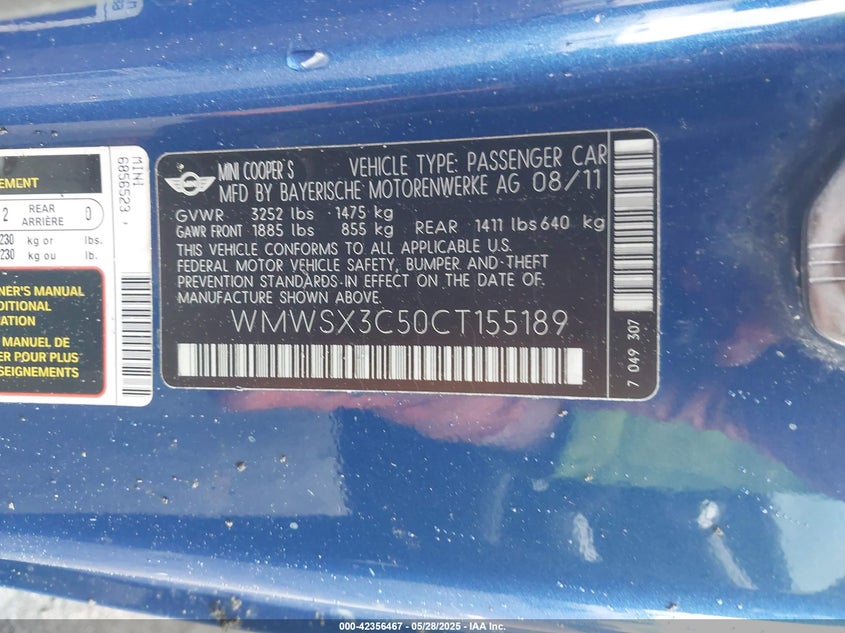 MINI COOPER S VEHICLE TYPE: PASSENGER CAR
MFD BY BAYERISCHE MOTORENWERKE AG 08/11
GVWR 3252 lbs 1475 kg
GAWR FRONT 1885 lbs 855 kg REAR 1411 lbs 640 kg
THIS VEHICLE CONFORMS TO ALL APPLICABLE U.S.
FEDERAL MOTOR VEHICLE SAFETY, BUMPER AND THEFT
PREVENTION STANDARDS IN EFFECT ON THE DATE OF
MANUFACTURE SHOWN ABOVE.
WMWSX3C50CT155189
7 049 307
EMENT
2 REAR 0
ARRIÈRE
230 kg or lbs.
230 kg ou lb.
NER'S MANUAL
DITIONAL
ATION
MANUEL DE
ER POUR PLUS
SEIGNEMENTS
MINI
6856523
000-42356467 - 05/28/2025 - IAA Inc.